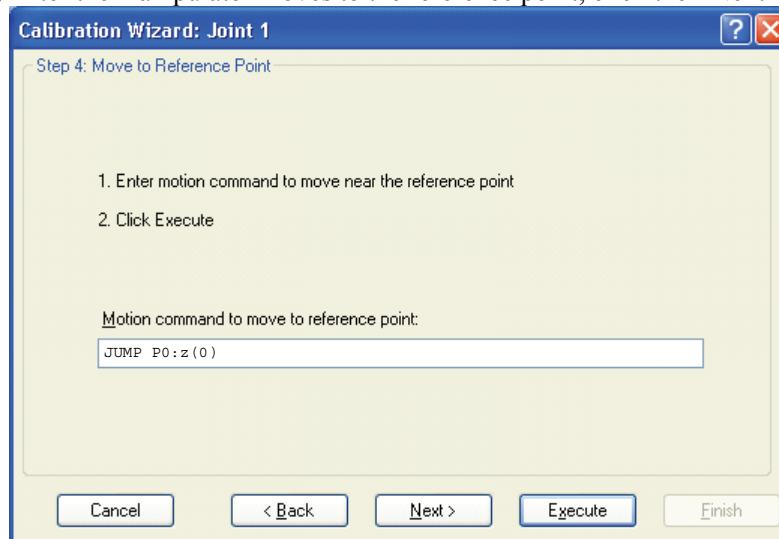 Calibration Wizard: Joint 1
Step 4: Move to Reference Point
1. Enter motion command to move near the reference point
2. Click Execute
Motion command to move to reference point:
JUMP P0:z(0)
Cancel < Back Next > Execute Finish